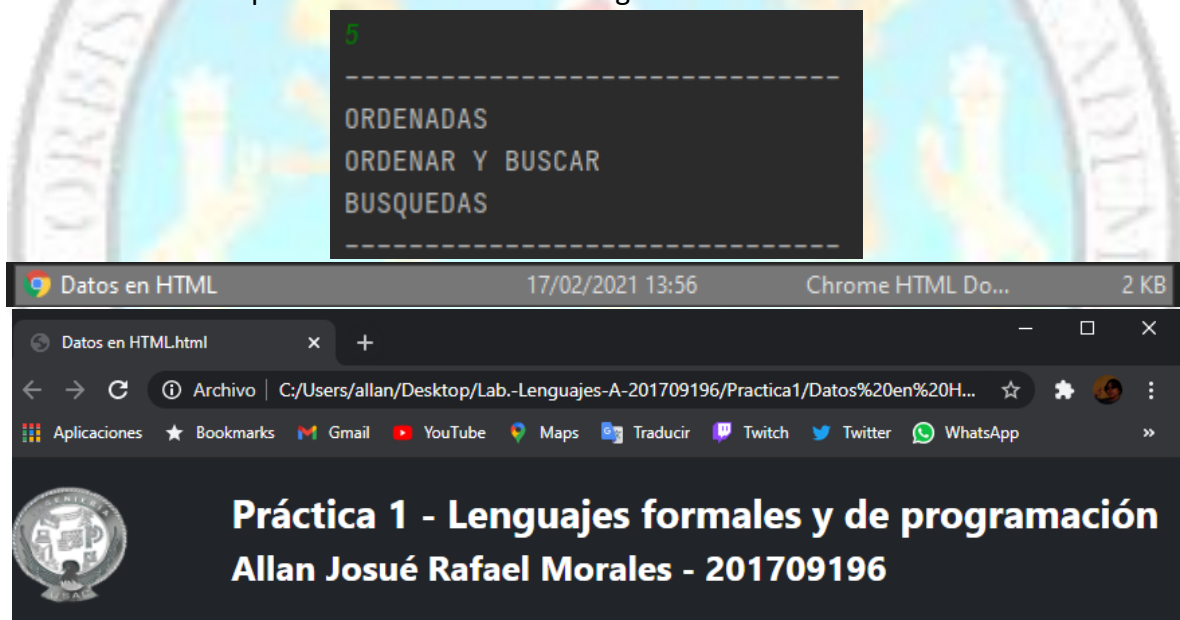 5
---------------------------------
ORDENADAS
ORDENAR Y BUSCAR
BUSQUEDAS
---------------------------------
Datos en HTML 17/02/2021 13:56 Chrome HTML Do... 2 KB
Datos en HTML.html
Archivo | C:/Users/allan/Desktop/Lab.-Lenguajes-A-201709196/Practica1/Datos%20en%20H...
Aplicaciones Bookmarks Gmail YouTube Maps Traducir Twitch Twitter WhatsApp »
Práctica 1 - Lenguajes formales y de programación
Allan Josué Rafael Morales - 201709196